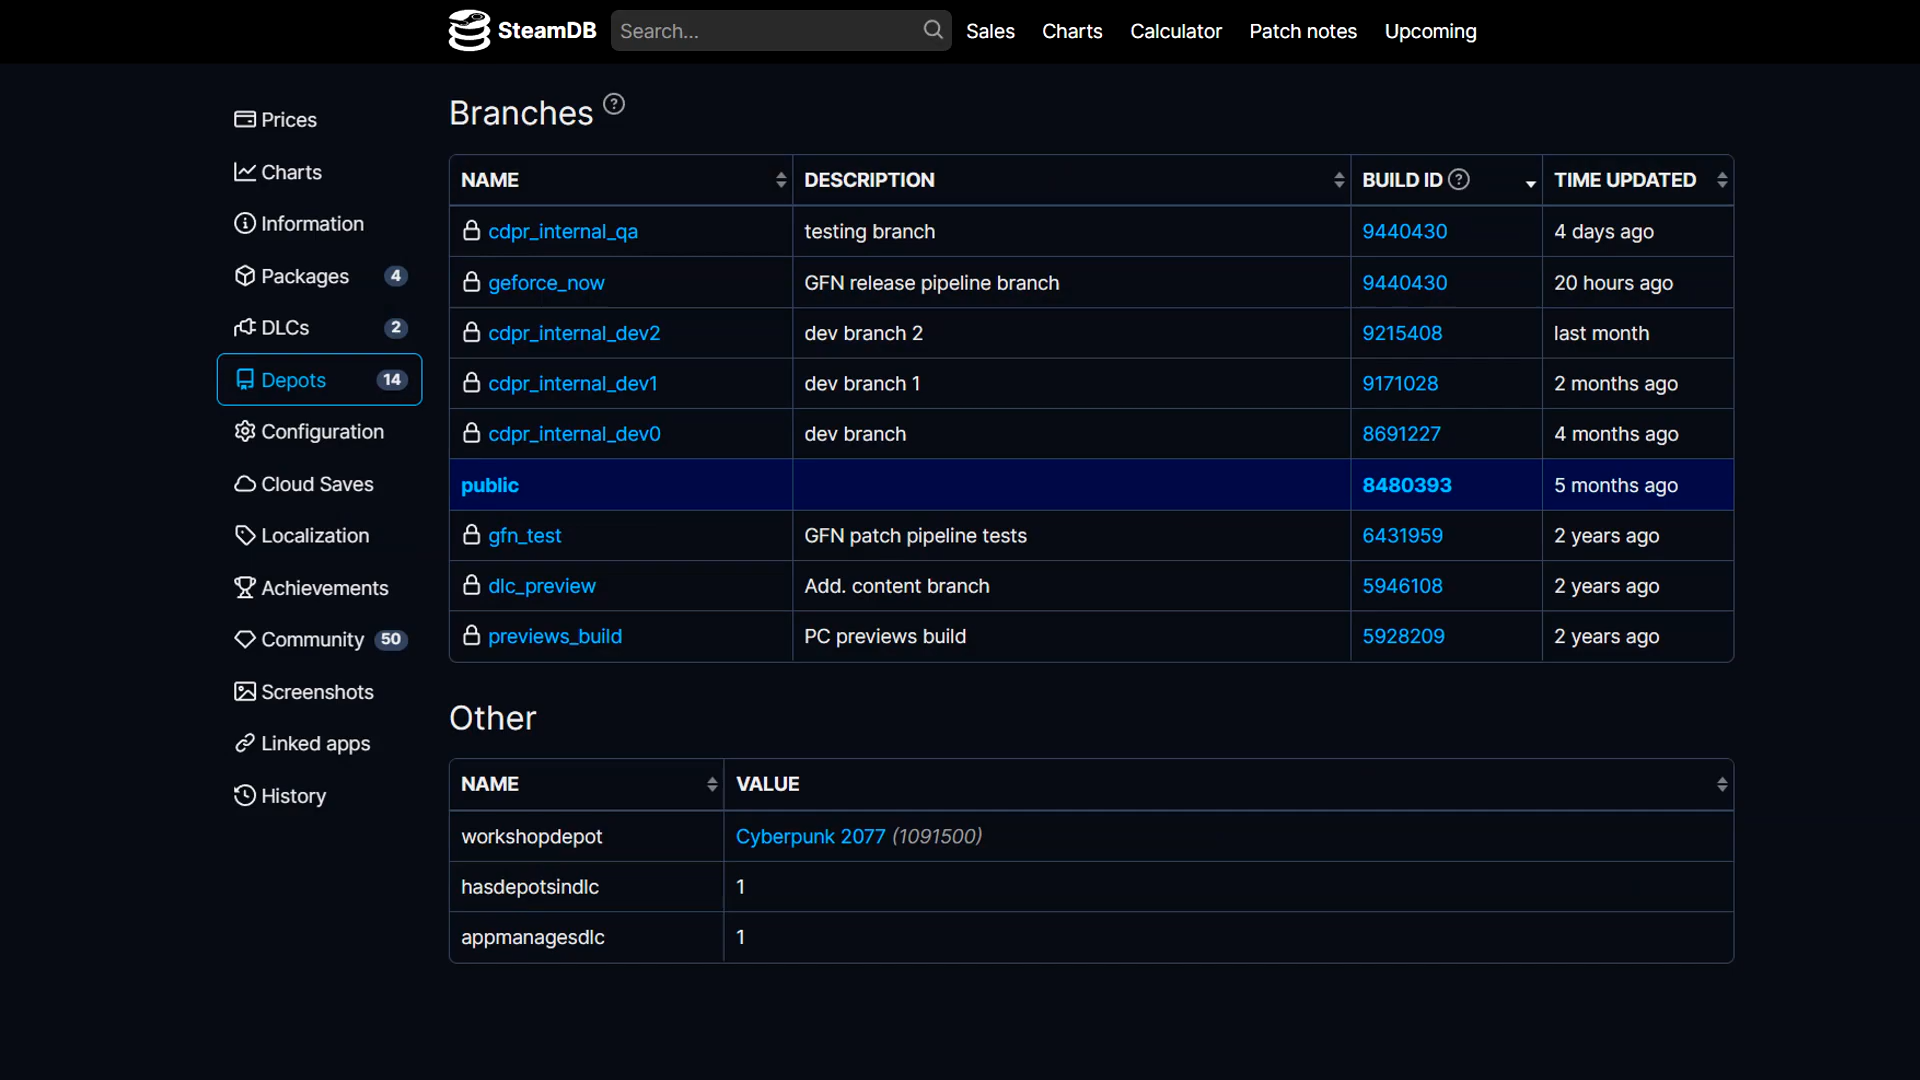 SteamDB Search... Sales Charts Calculator Patch notes Upcoming
Prices
Charts
Information
Packages 4
DLCs 2
Depots 14
Configuration
Cloud Saves
Localization
Achievements
Community 50
Screenshots
Linked apps
History
Branches ?
NAME DESCRIPTION BUILD ID ? TIME UPDATED
cdpr_internal_qa testing branch 9440430 4 days ago
geforce_now GFN release pipeline branch 9440430 20 hours ago
cdpr_internal_dev2 dev branch 2 9215408 last month
cdpr_internal_dev1 dev branch 1 9171028 2 months ago
cdpr_internal_dev0 dev branch 8691227 4 months ago
public 8480393 5 months ago
gfn_test GFN patch pipeline tests 6431959 2 years ago
dlc_preview Add. content branch 5946108 2 years ago
previews_build PC previews build 5928209 2 years ago
Other
NAME VALUE
workshopdepot Cyberpunk 2077 (1091500)
hasdepotsindlc 1
appmanagesdlc 1